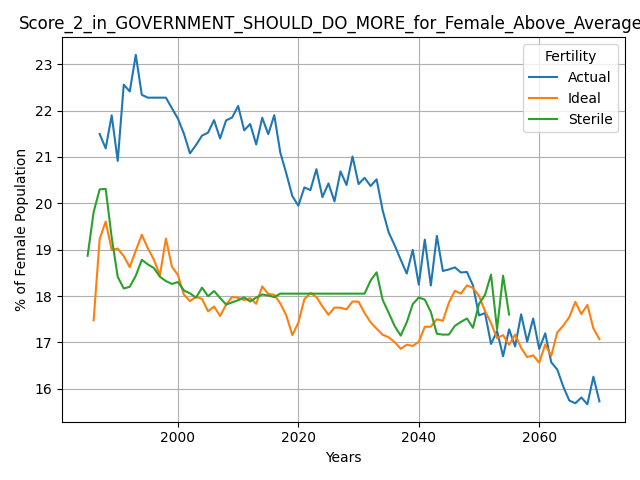 Score_2_in_GOVERNMENT_SHOULD_DO_MORE_for_Female_Above_Average
% of Female Population
23
22
21
20
19
18
17
16
Fertility
Actual
Ideal
Sterile
2000 2020 2040 2060
Years